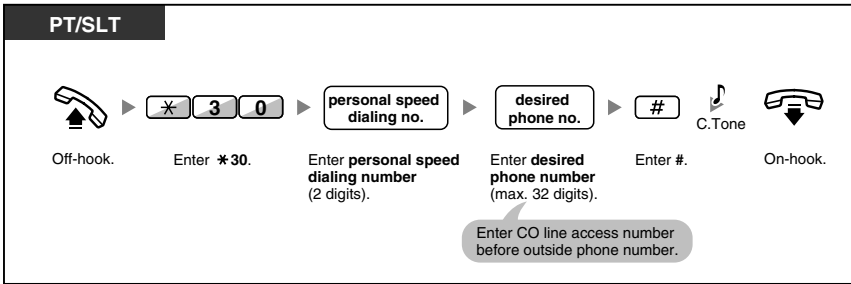 PT/SLT
✳ 3 0
personal speed
dialing no.
desired
phone no.
#
C.Tone
Off-hook.
Enter ✳30.
Enter personal speed
dialing number
(2 digits).
Enter desired
phone number
(max. 32 digits).
Enter #.
On-hook.
Enter CO line access number
before outside phone number.